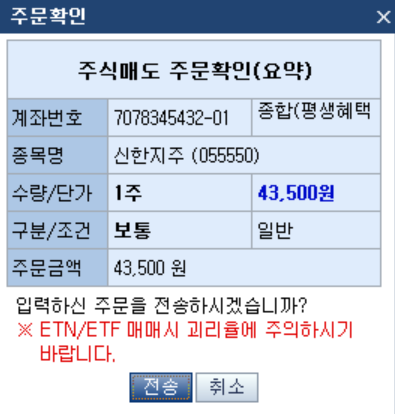 주문확인
주식매도 주문확인(요약)
계좌번호 7078345432-01 종합(평생혜택
종목명 신한지주 (055550)
수량/단가 1주 43,500원
구분/조건 보통 일반
주문금액 43,500 원
입력하신 주문을 전송하시겠습니까?
※ ETN/ETF 매매시 괴리율에 주의하시기
바랍니다.
전송 취소